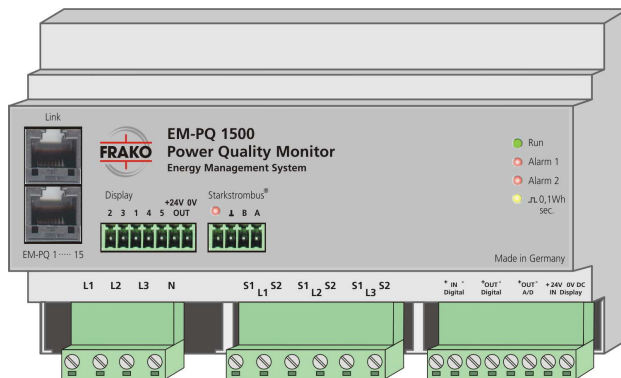 Link
FRAKO
EM-PQ 1500
Power Quality Monitor
Energy Management System
Run
Alarm 1
Alarm 2
0,1Wh
sec.
Display
+24V 0V
2 3 1 4 5 OUT
Starkstrombus®
⊥ B A
EM-PQ 1 ····· 15
Made in Germany
L1 L2 L3 N
S1 S2 S1 S2 S1 S2
L1 L2 L3
+ IN - +OUT- +OUT- +24V 0V DC
Digital Digital A/D IN Display